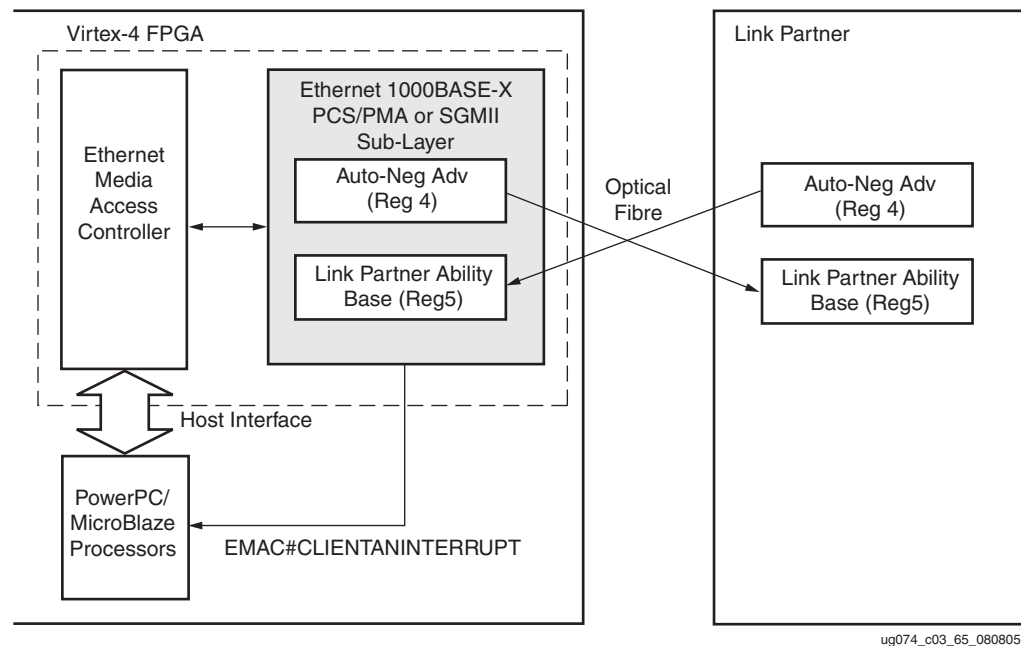 Virtex-4 FPGA
Ethernet
Media
Access
Controller
Ethernet 1000BASE-X
PCS/PMA or SGMII
Sub-Layer
Auto-Neg Adv
(Reg 4)
Link Partner Ability
Base (Reg5)
Host Interface
PowerPC/
MicroBlaze
Processors
EMAC#CLIENTANINTERRUPT
Optical
Fibre
Link Partner
Auto-Neg Adv
(Reg 4)
Link Partner Ability
Base (Reg5)
ug074_c03_65_080805